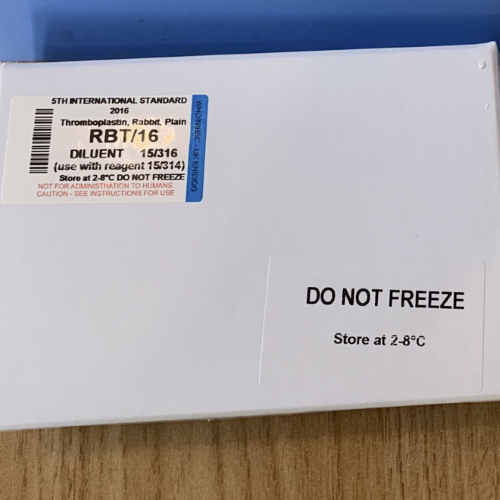 5TH INTERNATIONAL STANDARD
2016
Thromboplastin, Rabbit, Plain
RBT/16
DILUENT 15/316
(use with reagent 15/314)
Store at 2-8°C DO NOT FREEZE
NOT FOR ADMINISTRATION TO HUMANS.
CAUTION - SEE INSTRUCTIONS FOR USE
DO NOT FREEZE
Store at 2-8°C